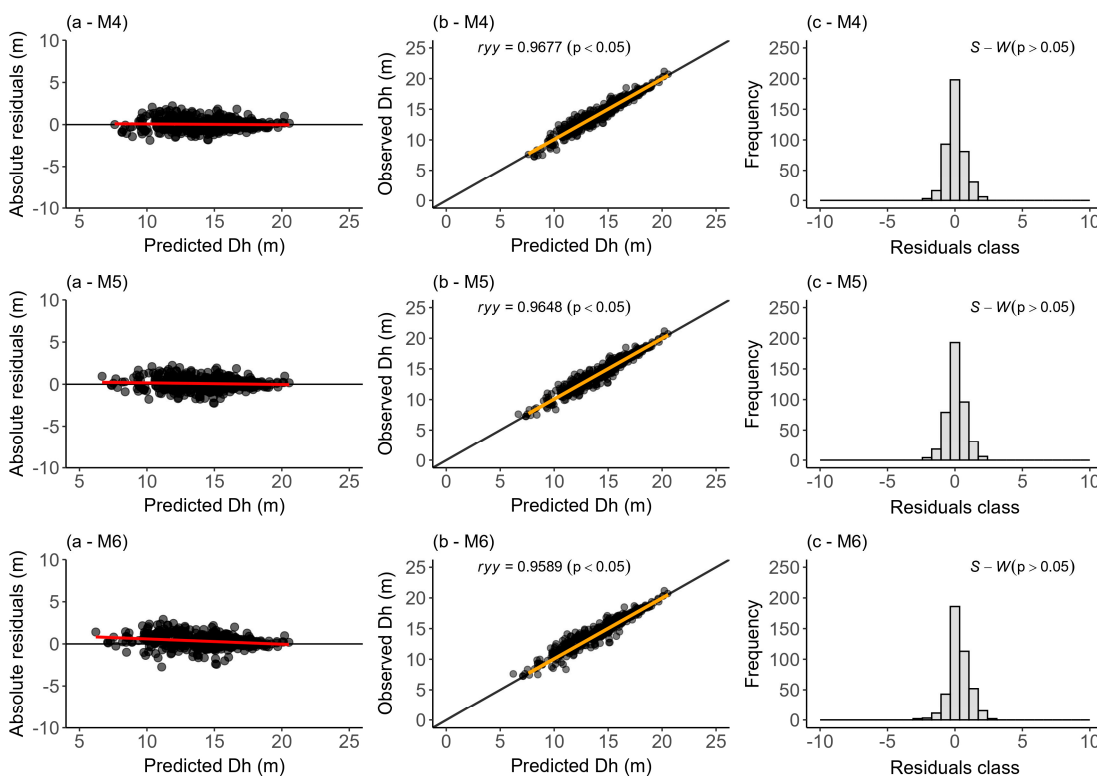 (a - M4)
Absolute residuals (m)
10
5
0
-5
-10
5 10 15 20 25
Predicted Dh (m)
(b - M4)
ryy = 0.9677 (p < 0.05)
Observed Dh (m)
25
20
15
10
5
0
0 5 10 15 20 25
Predicted Dh (m)
(c - M4)
S − W(p > 0.05)
Frequency
250
200
150
100
50
0
-10 -5 0 5 10
Residuals class
(a - M5)
Absolute residuals (m)
10
5
0
-5
-10
5 10 15 20 25
Predicted Dh (m)
(b - M5)
ryy = 0.9648 (p < 0.05)
Observed Dh (m)
25
20
15
10
5
0
0 5 10 15 20 25
Predicted Dh (m)
(c - M5)
S − W(p > 0.05)
Frequency
250
200
150
100
50
0
-10 -5 0 5 10
Residuals class
(a - M6)
Absolute residuals (m)
10
5
0
-5
-10
5 10 15 20 25
Predicted Dh (m)
(b - M6)
ryy = 0.9589 (p < 0.05)
Observed Dh (m)
25
20
15
10
5
0
0 5 10 15 20 25
Predicted Dh (m)
(c - M6)
S − W(p > 0.05)
Frequency
250
200
150
100
50
0
-10 -5 0 5 10
Residuals class